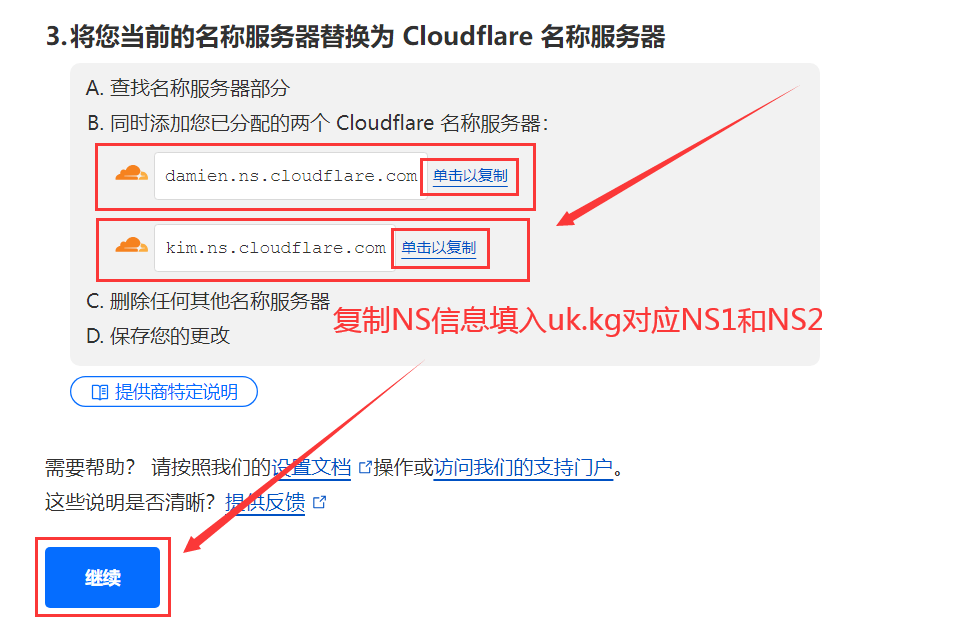 3.将您当前的名称服务器替换为 Cloudflare 名称服务器
A. 查找名称服务器部分
B. 同时添加您已分配的两个 Cloudflare 名称服务器：
damien.ns.cloudflare.com 单击以复制
kim.ns.cloudflare.com 单击以复制
C. 删除任何其他名称服务器
复制NS信息填入uk.kg对应NS1和NS2
D. 保存您的更改
提供商特定说明
需要帮助？ 请按照我们的设置文档 操作或访问我们的支持门户。
这些说明是否清晰？ 提供反馈
继续